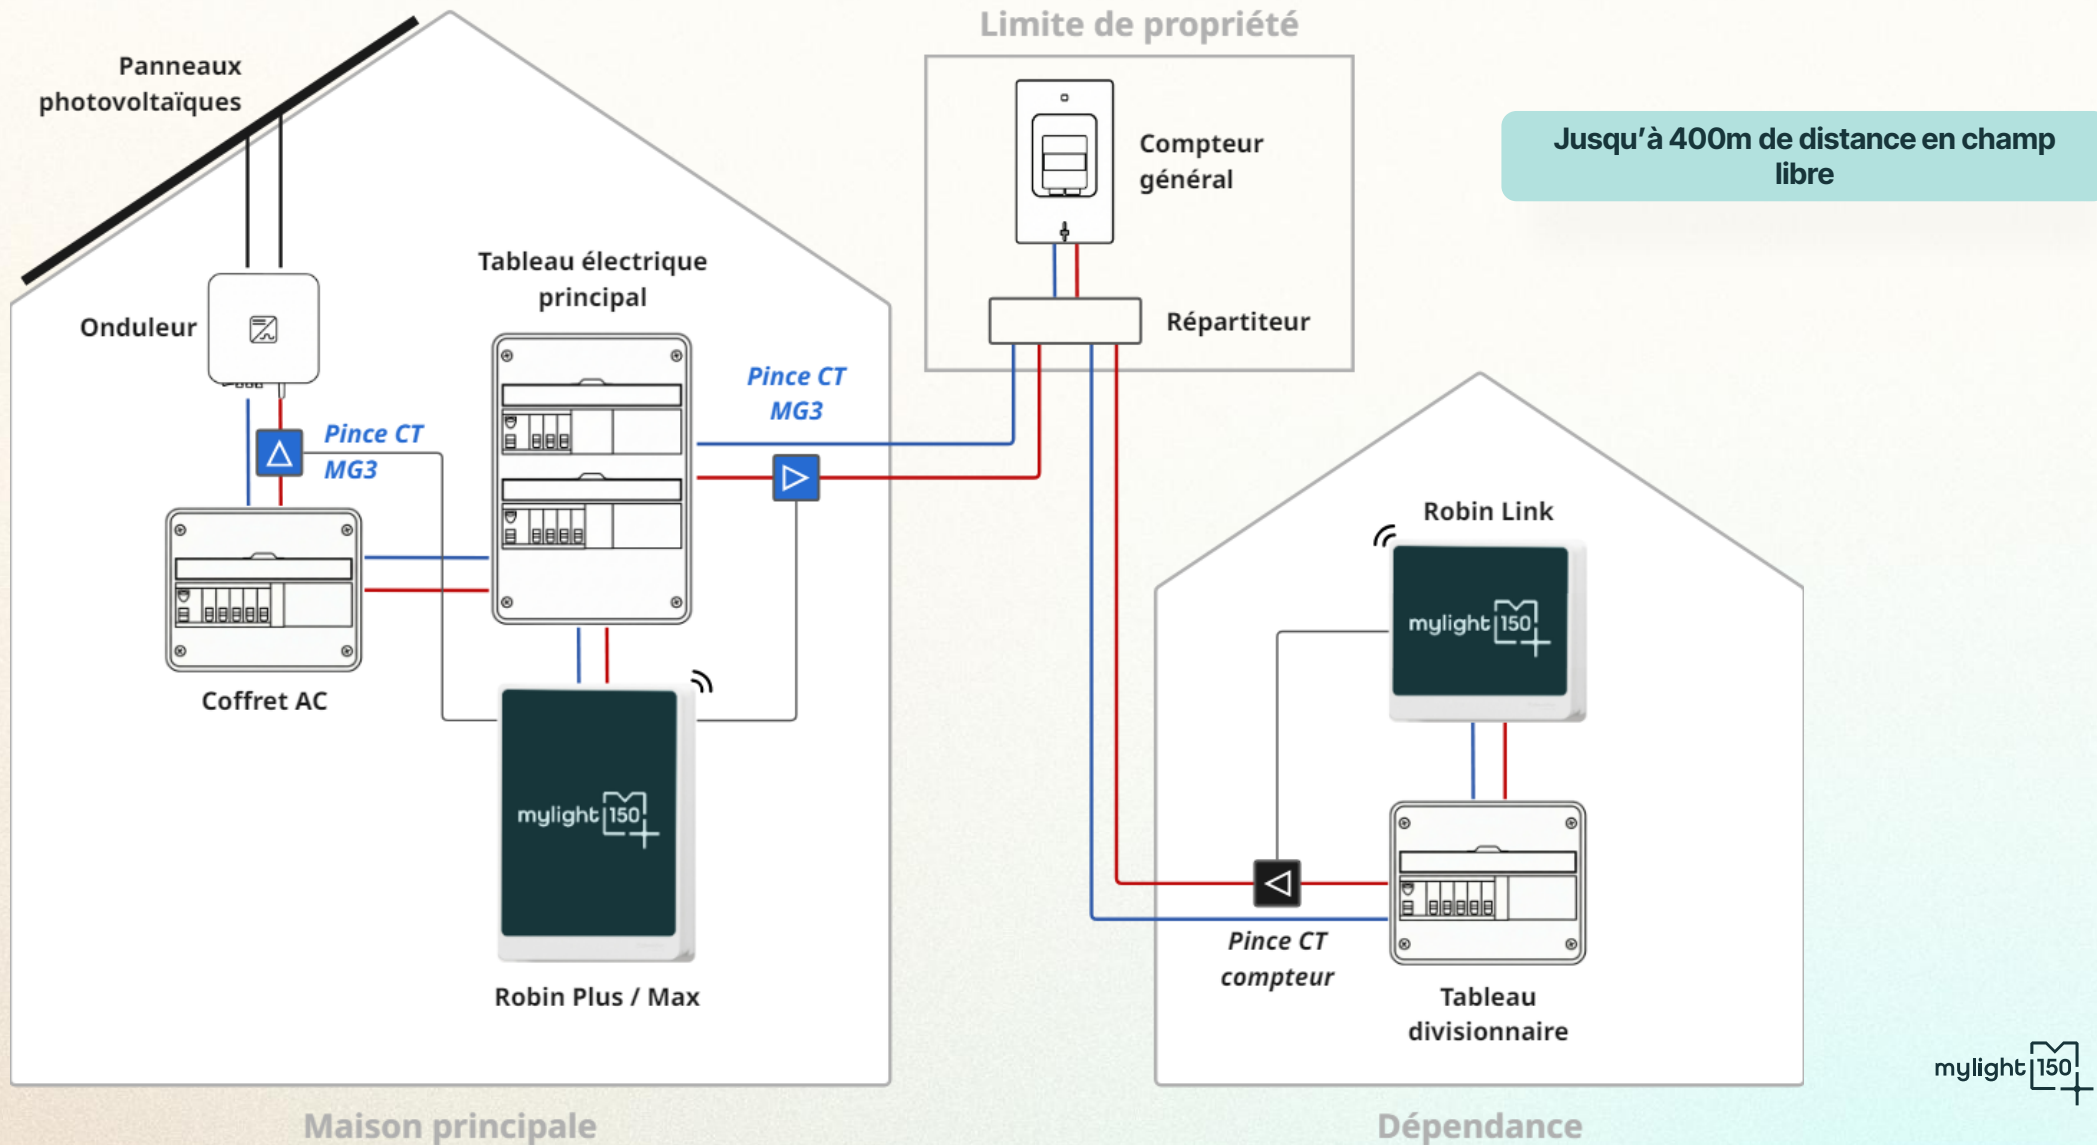 Limite de propriété
Panneaux
photovoltaïques
Compteur
général
Jusqu'à 400m de distance en champ
libre
Tableau électrique
principal
Onduleur
Répartiteur
Pince CT
MG3
Pince CT
MG3
Robin Link
mylight 150
Coffret AC
mylight 150
Pince CT
compteur
Robin Plus / Max
Tableau
divisionnaire
mylight 150
Maison principale
Dépendance